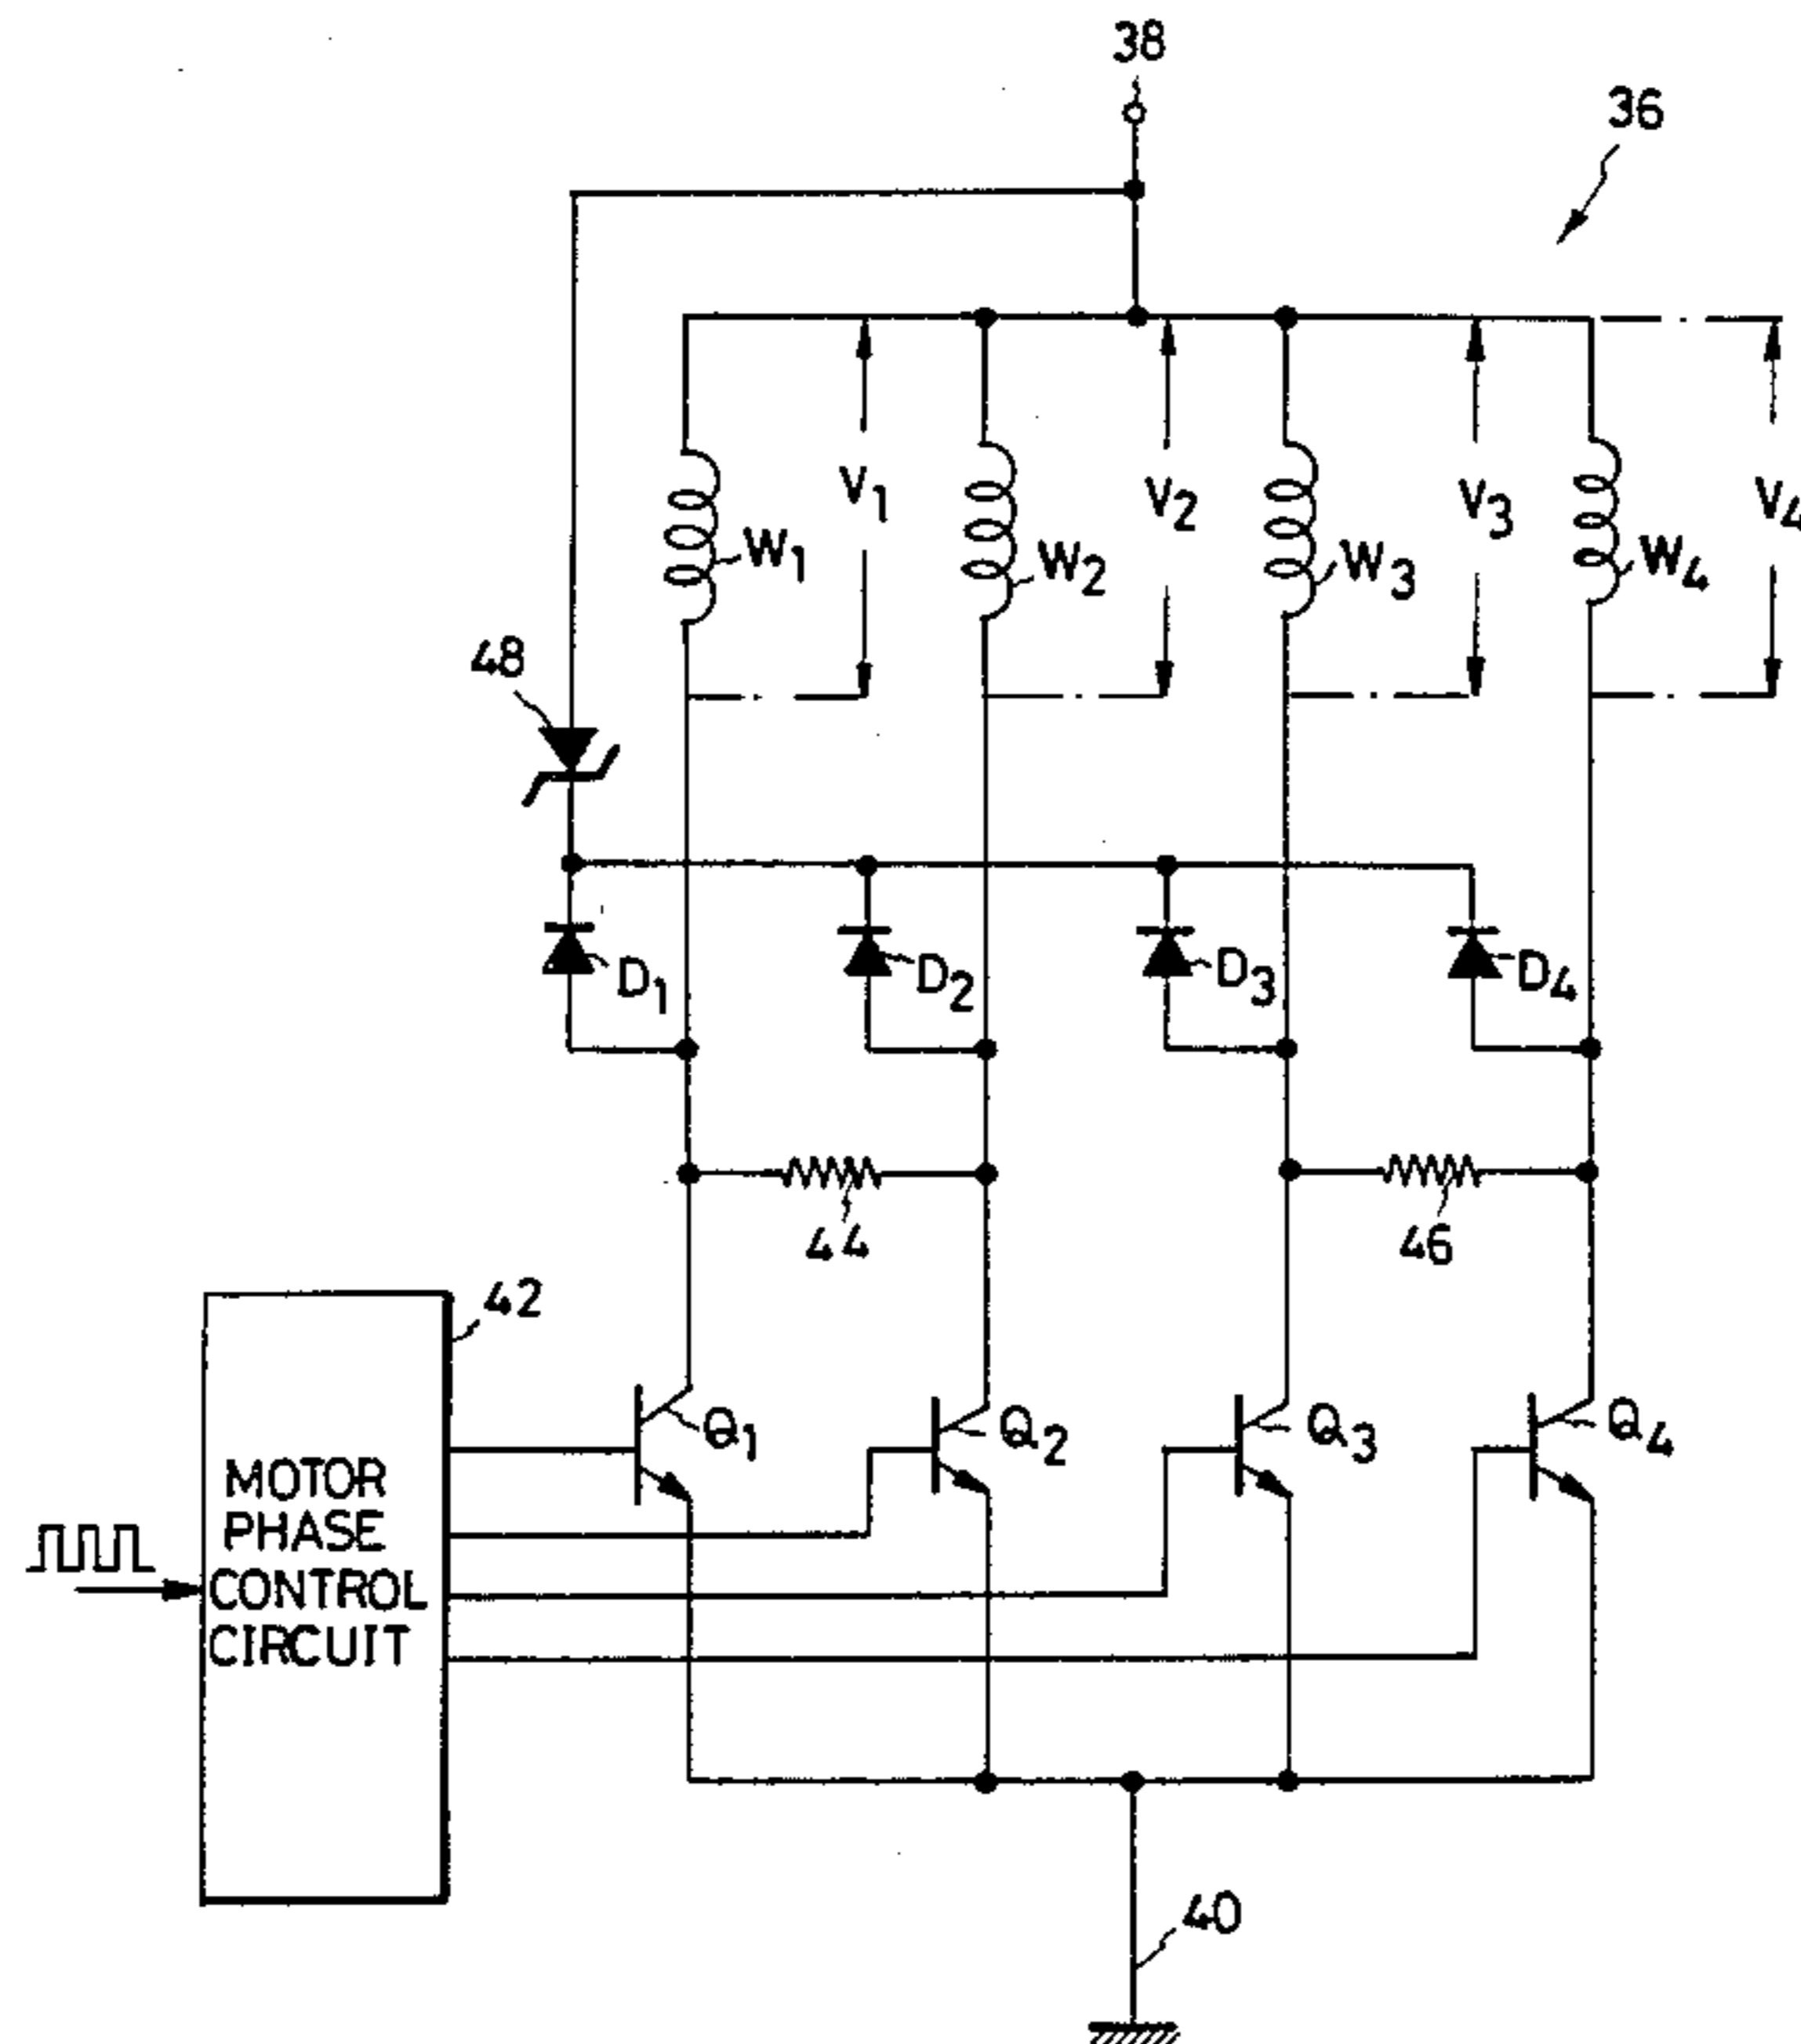 38
36
V1
V2
V3
V4
W1
W2
W3
W4
48
D1
D2
D3
D4
44
46
42
Q1
Q2
Q3
Q4
MOTOR
PHASE
CONTROL
CIRCUIT
40